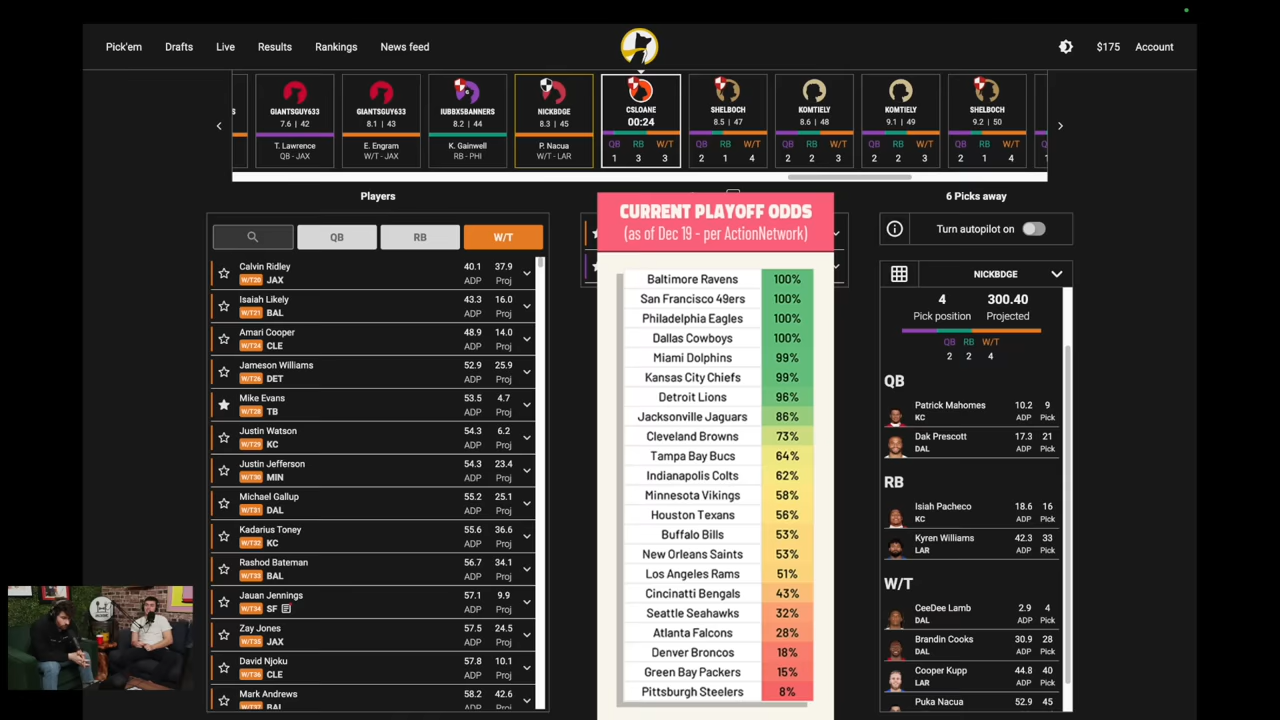 Pick'em Drafts Live Results Rankings News feed $175 Account
GIANTSGUY633 GIANTSGUY633 IUBBX5BANNERS NICKBDGE CSLOANE SHELBOCH KOMTIELY KOMTIELY SHELBOCH
7.6 | 42 8.1 | 43 8.2 | 44 8.3 | 45 00:24 8.5 | 47 8.6 | 48 9.1 | 49 9.2 | 50
T. Lawrence E. Engram K. Gainwell P. Nacua QB RB W/T QB RB W/T QB RB W/T QB RB W/T QB RB W/T
QB - JAX W/T - JAX RB - PHI W/T - LAR 1 3 3 2 1 4 2 2 3 2 2 3 2 1 4
Players
6 Picks away
QB RB W/T
Turn autopilot on
Calvin Ridley 40.1 37.9
W/T20 JAX ADP Proj
Isaiah Likely 43.3 16.0
W/T21 BAL ADP Proj
Amari Cooper 48.9 14.0
W/T24 CLE ADP Proj
Jameson Williams 52.9 25.9
W/T26 DET ADP Proj
Mike Evans 53.5 4.7
W/T28 TB ADP Proj
Justin Watson 54.3 6.2
W/T29 KC ADP Proj
Justin Jefferson 54.3 23.4
W/T30 MIN ADP Proj
Michael Gallup 55.2 25.1
W/T31 DAL ADP Proj
Kadarius Toney 55.6 36.6
W/T32 KC ADP Proj
Rashod Bateman 56.7 34.1
W/T33 BAL ADP Proj
Jauan Jennings 57.1 9.9
W/T34 SF ADP Proj
Zay Jones 57.5 24.5
W/T35 JAX ADP Proj
David Njoku 57.8 10.1
W/T36 CLE ADP Proj
Mark Andrews 58.2 42.6
W/T37 BAL ADP Proj
CURRENT PLAYOFF ODDS
(as of Dec 19 - per ActionNetwork)
Baltimore Ravens 100%
San Francisco 49ers 100%
Philadelphia Eagles 100%
Dallas Cowboys 100%
Miami Dolphins 99%
Kansas City Chiefs 99%
Detroit Lions 96%
Jacksonville Jaguars 86%
Cleveland Browns 73%
Tampa Bay Bucs 64%
Indianapolis Colts 62%
Minnesota Vikings 58%
Houston Texans 56%
Buffalo Bills 53%
New Orleans Saints 53%
Los Angeles Rams 51%
Cincinnati Bengals 43%
Seattle Seahawks 32%
Atlanta Falcons 28%
Denver Broncos 18%
Green Bay Packers 15%
Pittsburgh Steelers 8%
NICKBDGE
4 300.40
Pick position Projected
QB RB W/T
2 2 4
QB
Patrick Mahomes 10.2 9
KC ADP Pick
Dak Prescott 17.3 21
DAL ADP Pick
RB
Isiah Pacheco 18.6 16
KC ADP Pick
Kyren Williams 42.3 33
LAR ADP Pick
W/T
CeeDee Lamb 2.9 4
DAL ADP Pick
Brandin Cooks 30.9 28
DAL ADP Pick
Cooper Kupp 44.8 40
LAR ADP Pick
Puka Nacua 52.9 45